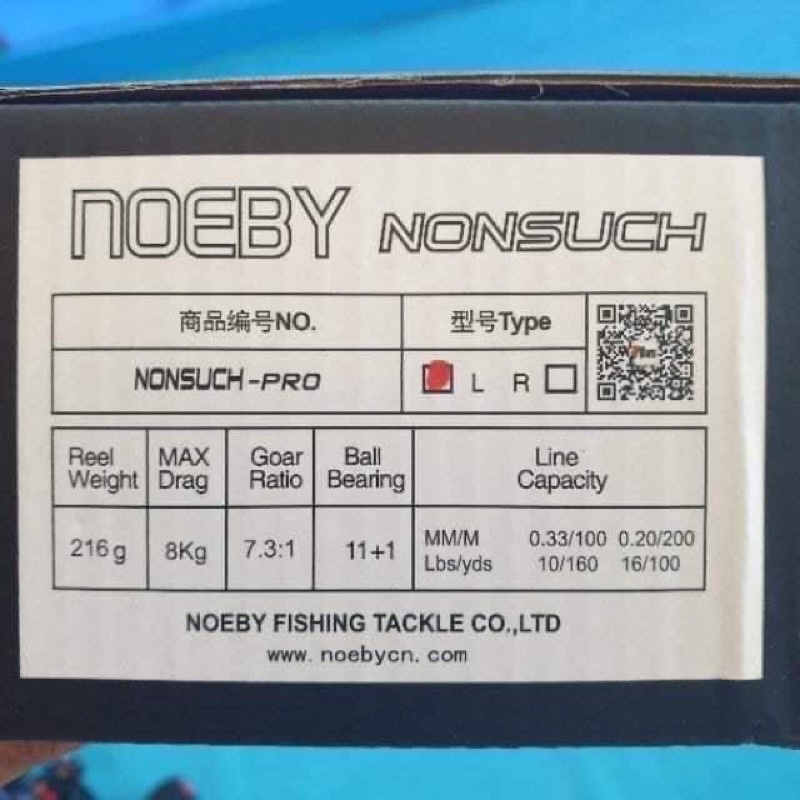 NOEBY NONSUCH
商品编号NO. 型号Type
NONSUCH-PRO L R
Reel Weight MAX Drag Goar Ratio Ball Bearing Line Capacity
216g 8Kg 7.3:1 11+1
MM/M 0.33/100 0.20/200
Lbs/yds 10/160 16/100
NOEBY FISHING TACKLE CO.,LTD
www. noebycn. com